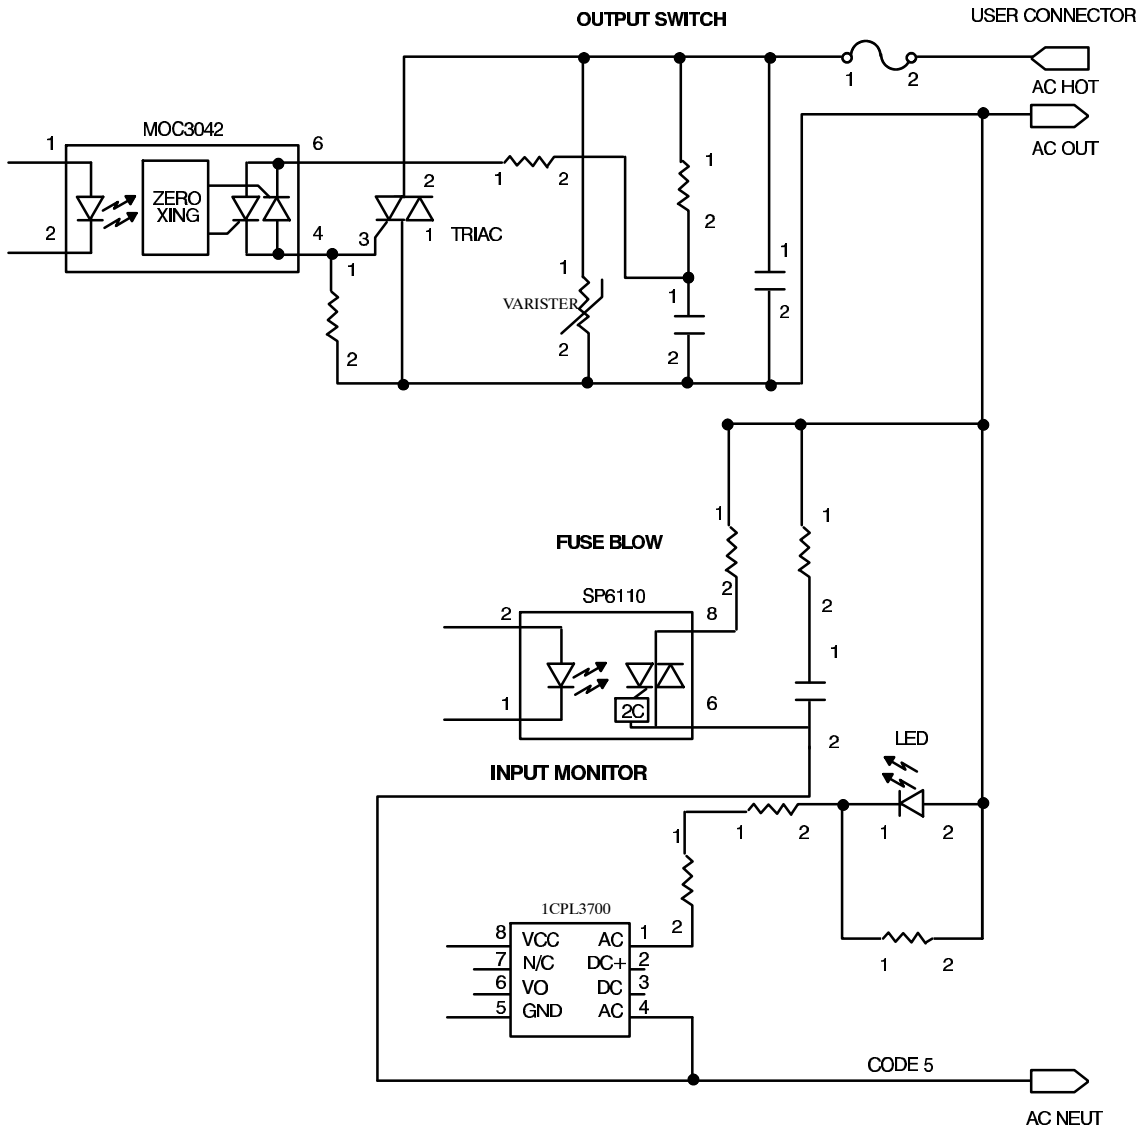 OUTPUT SWITCH
USER CONNECTOR
1 2
AC HOT
AC OUT
MOC3042
1
6
ZERO
XING
2
4
1
2
3
2
1
TRIAC
1 2
1
2
1
VARISTER
2
1
2
1
2
FUSE BLOW
1
2
1
2
SP6110
2
8
1
2C
6
1
2
INPUT MONITOR
LED
1 2
1 2
1
2
1 2
1CPL3700
8 VCC AC 1
7 N/C DC+ 2
6 VO DC 3
5 GND AC 4
CODE 5
AC NEUT